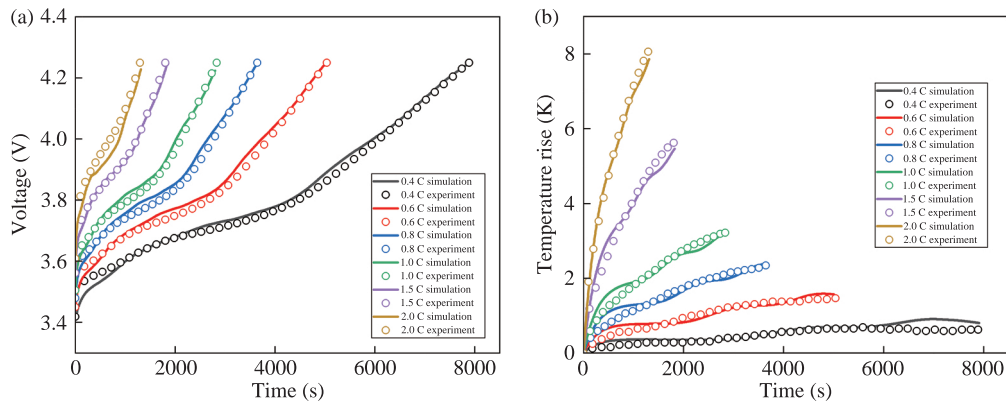 (a)
4.4
4.2
4.0
3.8
3.6
3.4
Voltage (V)
0.4 C simulation
0.4 C experiment
0.6 C simulation
0.6 C experiment
0.8 C simulation
0.8 C experiment
1.0 C simulation
1.0 C experiment
1.5 C simulation
1.5 C experiment
2.0 C simulation
2.0 C experiment
0 2000 4000 6000 8000
Time (s)
(b)
8
6
4
2
0
Temperature rise (K)
0.4 C simulation
0.4 C experiment
0.6 C simulation
0.6 C experiment
0.8 C simulation
0.8 C experiment
1.0 C simulation
1.0 C experiment
1.5 C simulation
1.5 C experiment
2.0 C simulation
2.0 C experiment
0 2000 4000 6000 8000
Time (s)